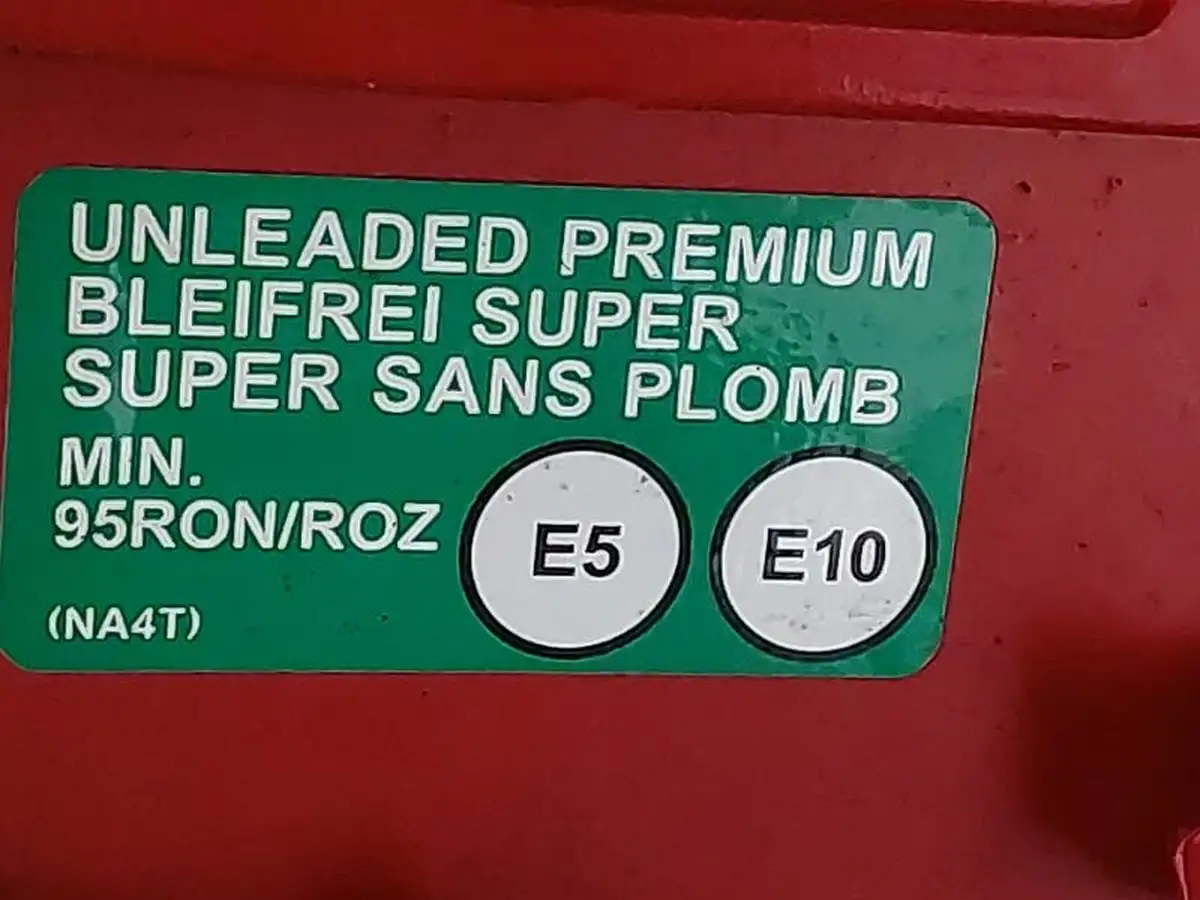 UNLEADED PREMIUM
BLEIFREI SUPER
SUPER SANS PLOMB
MIN.
95RON/ROZ
E5
E10
(NA4T)